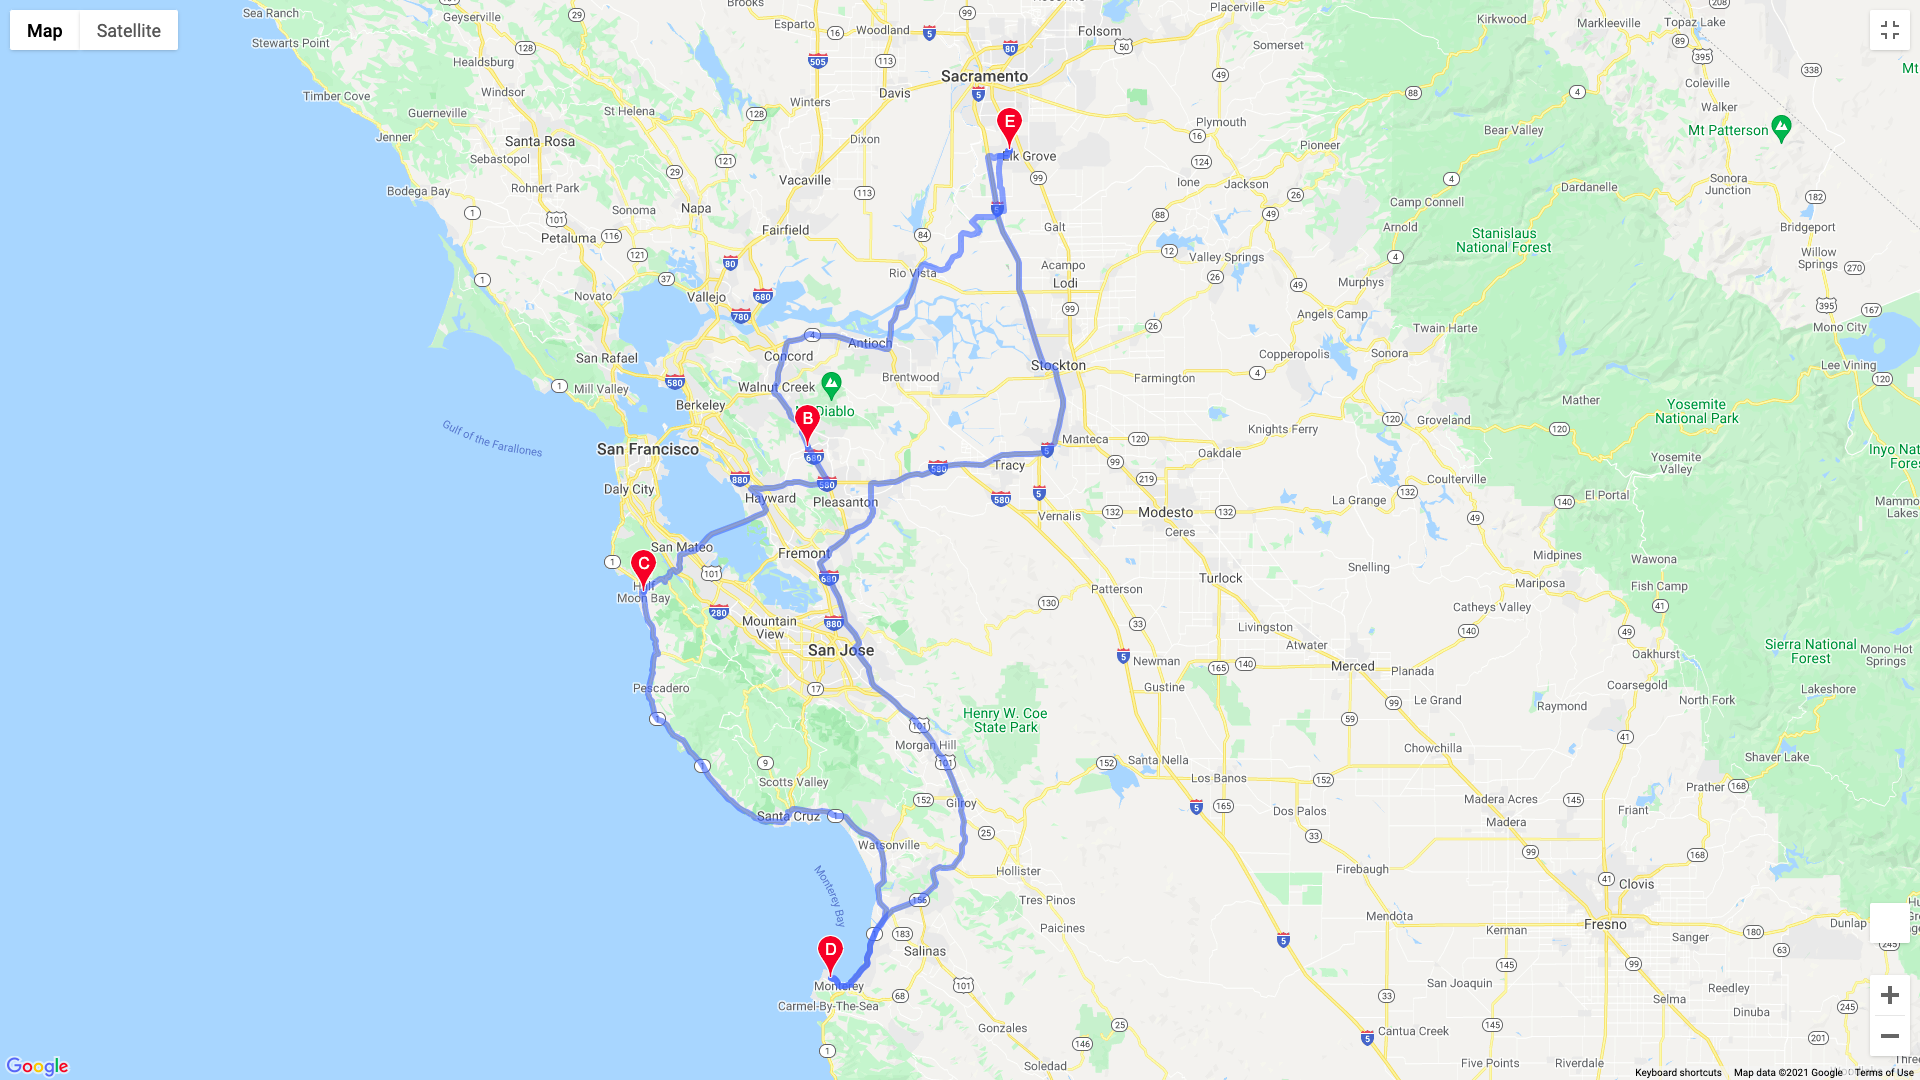 Map
Satellite
Sea Ranch
Geyserville
Brooks
Esparto
Woodland
Folsom
Placerville
Kirkwood
Markleeville
Topaz Lake
Stewarts Point
Healdsburg
Somerset
Coleville
Mt
Timber Cove
Windsor
Sacramento
Davis
Winters
Walker
Guerneville
St Helena
Plymouth
Bear Valley
Mt Patterson
Jenner
Santa Rosa
Dixon
E
Pioneer
Sebastopol
Elk Grove
Vacaville
Ione
Jackson
Dardanelle
Sonora
Junction
Bodega Bay
Rohnert Park
Sonoma
Napa
Camp Connell
Petaluma
Fairfield
Galt
Arnold
Stanislaus
National Forest
Bridgeport
Rio Vista
Acampo
Valley Springs
Willow
Springs
Novato
Vallejo
Lodi
Murphys
Angels Camp
Mono City
Twain Harte
San Rafael
Concord
Antioch
Stockton
Copperopolis
Sonora
Lee Vining
Mill Valley
Walnut Creek
Brentwood
Farmington
Berkeley
Mt Diablo
B
Mather
Yosemite
National Park
Groveland
Gulf of the Farallones
San Francisco
Manteca
Knights Ferry
Oakdale
Inyo Nat
Forest
Tracy
Yosemite
Valley
Daly City
Hayward
Pleasanton
Coulterville
El Portal
La Grange
Mammoth
Lakes
Vernalis
Modesto
Ceres
San Mateo
Fremont
Midpines
Wawona
C
Half
Moon Bay
Turlock
Snelling
Mariposa
Fish Camp
Patterson
Catheys Valley
Mountain
View
Livingston
Atwater
San Jose
Newman
Merced
Planada
Oakhurst
Sierra National
Forest
Mono Hot
Springs
Pescadero
Gustine
Le Grand
Coarsegold
North Fork
Lakeshore
Raymond
Henry W. Coe
State Park
Morgan Hill
Chowchilla
Santa Nella
Shaver Lake
Scotts Valley
Los Banos
Prather
Gilroy
Dos Palos
Madera Acres
Madera
Friant
Santa Cruz
Watsonville
Hollister
Firebaugh
Clovis
Monterey Bay
Tres Pinos
Mendota
Fresno
Dunlap
D
Paicines
Kerman
Sanger
Salinas
Monterey
San Joaquin
Reedley
Selma
Carmel-By-The-Sea
Dinuba
Gonzales
Cantua Creek
Soledad
Five Points
Riverdale
Google
Keyboard shortcuts
Map data ©2021 Google
Terms of Use